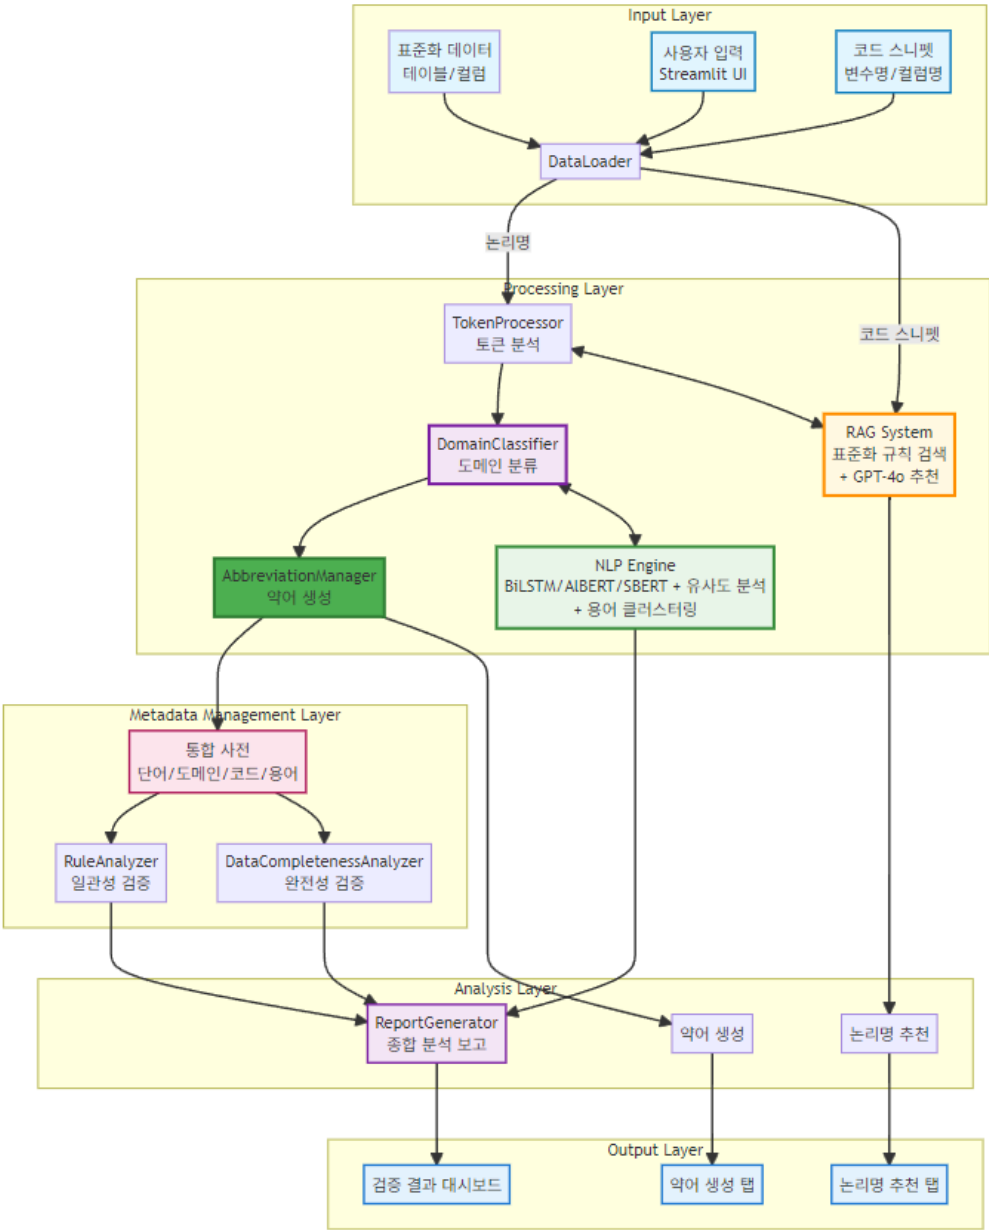 Input Layer
표준화 데이터
테이블/컬럼
사용자 입력
Streamlit UI
코드 스니펫
변수명/컬럼명
DataLoader
논리명
코드 스니펫
Processing Layer
TokenProcessor
토큰 분석
DomainClassifier
도메인 분류
RAG System
표준화 규칙 검색
+ GPT-4o 추천
AbbreviationManager
약어 생성
NLP Engine
BiLSTM/AlBERT/SBERT + 유사도 분석
+ 용어 클러스터링
Metadata Management Layer
통합 사전
단어/도메인/코드/용어
RuleAnalyzer
일관성 검증
DataCompletenessAnalyzer
완전성 검증
Analysis Layer
ReportGenerator
종합 분석 보고
약어 생성
논리명 추천
Output Layer
검증 결과 대시보드
약어 생성 탭
논리명 추천 탭